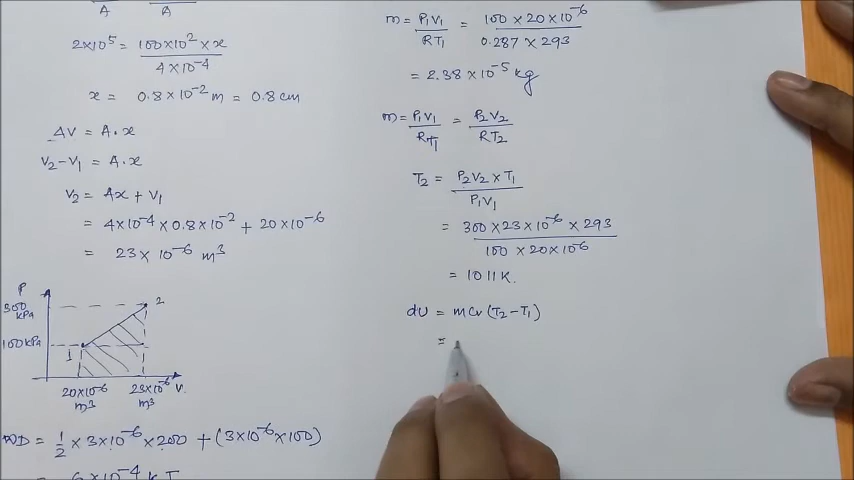 A A
2×10⁵ = 100×10² × x / 4×10⁻⁴
x = 0.8×10⁻² m = 0.8 cm
ΔV = A·x
V₂-V₁ = A·x
V₂ = Ax + V₁
= 4×10⁻⁴ × 0.8×10⁻² + 20×10⁻⁶
= 23×10⁻⁶ m³
P
300 kPa
2
100 kPa
1
20×10⁻⁶ m³
23×10⁻⁶ m³
V
WD = 1/2 × 3×10⁻⁶ × 200 + (3×10⁻⁶ × 100)
= 6×10⁻⁴ kJ
m = P₁V₁ / RT₁ = 100 × 20 × 10⁻⁶ / 0.287 × 293
= 2.38 × 10⁻⁵ kg
m = P₁V₁ / RT₁ = P₂V₂ / RT₂
T₂ = P₂V₂ × T₁ / P₁V₁
= 300 × 23 × 10⁻⁶ × 293 / 100 × 20 × 10⁻⁶
= 1011 K.
dU = mCv (T₂-T₁)
=